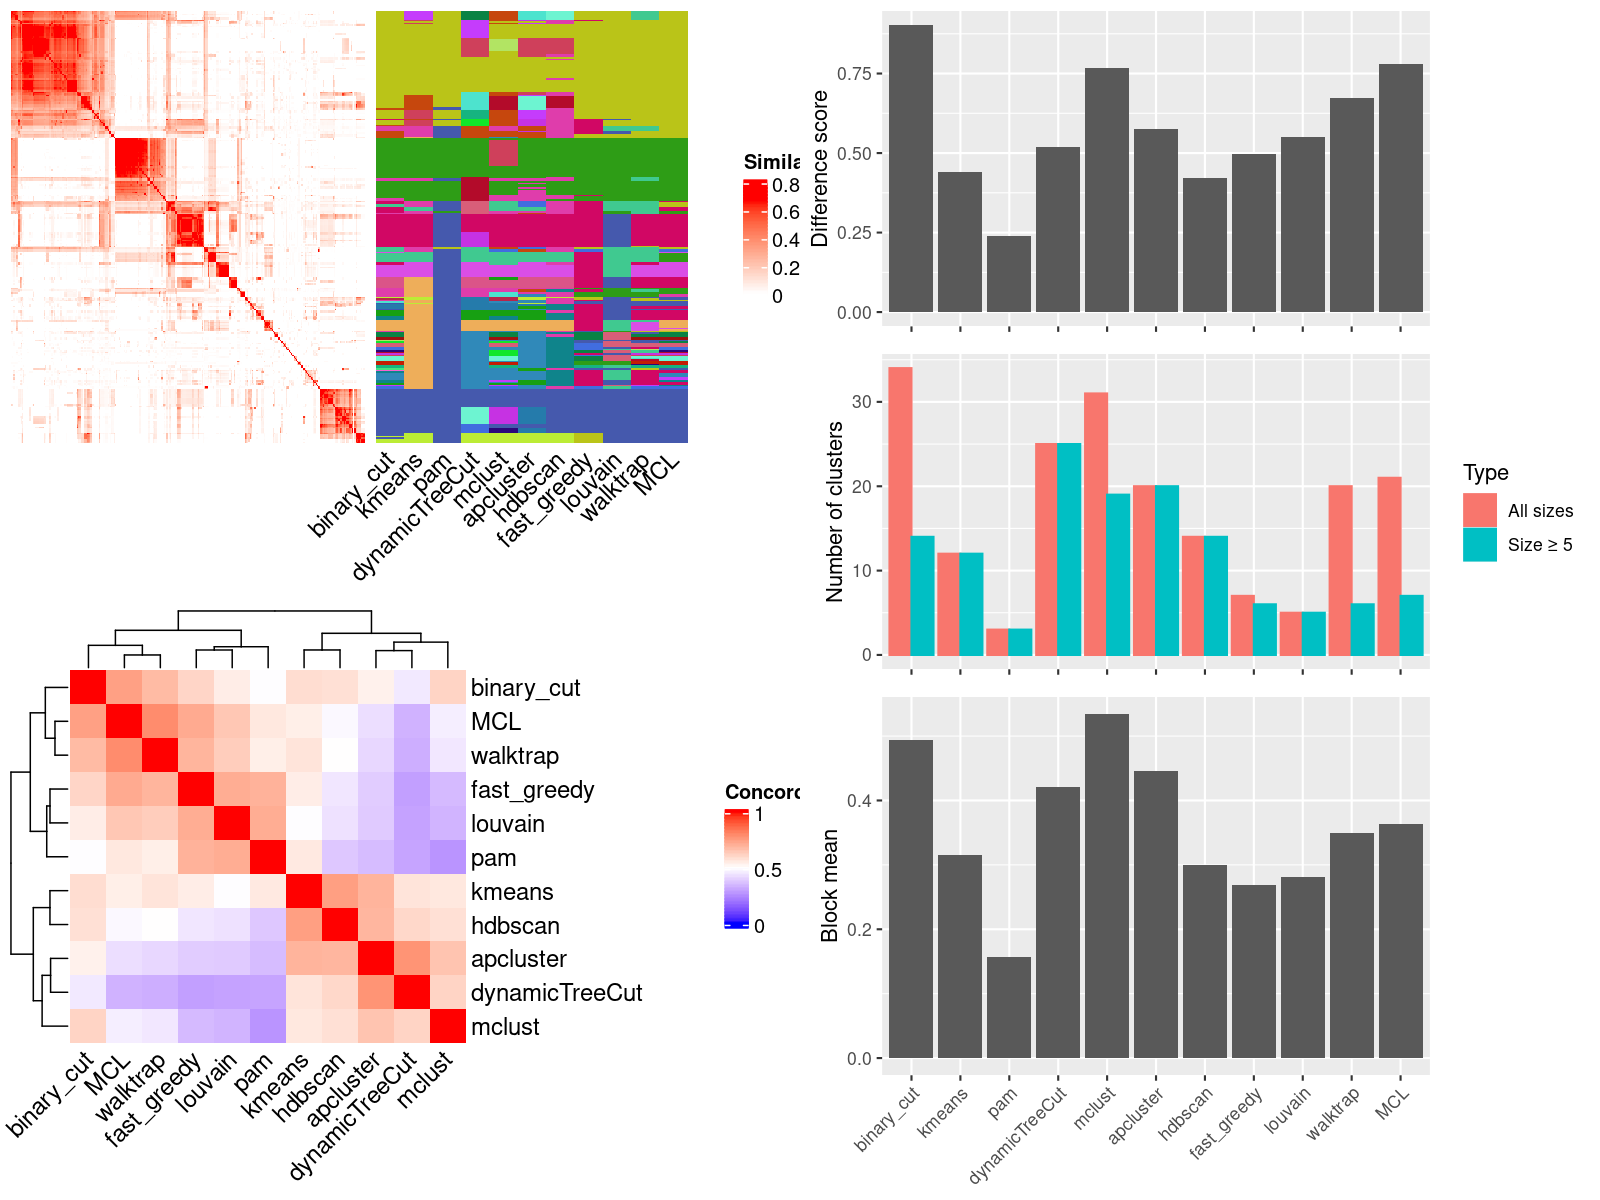 Simila
0.8
0.6
0.4
0.2
0
binary_cut
kmeans
pam
dynamicTreeCut
mclust
apcluster
hdbscan
fast_greedy
louvain
walktrap
MCL
binary_cut
MCL
walktrap
fast_greedy
louvain
pam
kmeans
hdbscan
apcluster
dynamicTreeCut
mclust
binary_cut
MCL
walktrap
fast_greedy
louvain
pam
kmeans
hdbscan
apcluster
dynamicTreeCut
mclust
Concord
1
0.5
0
Difference score
0.75
0.50
0.25
0.00
Number of clusters
30
20
10
0
Type
All sizes
Size ≥ 5
Block mean
0.4
0.2
0.0
binary_cut
kmeans
pam
dynamicTreeCut
mclust
apcluster
hdbscan
fast_greedy
louvain
walktrap
MCL